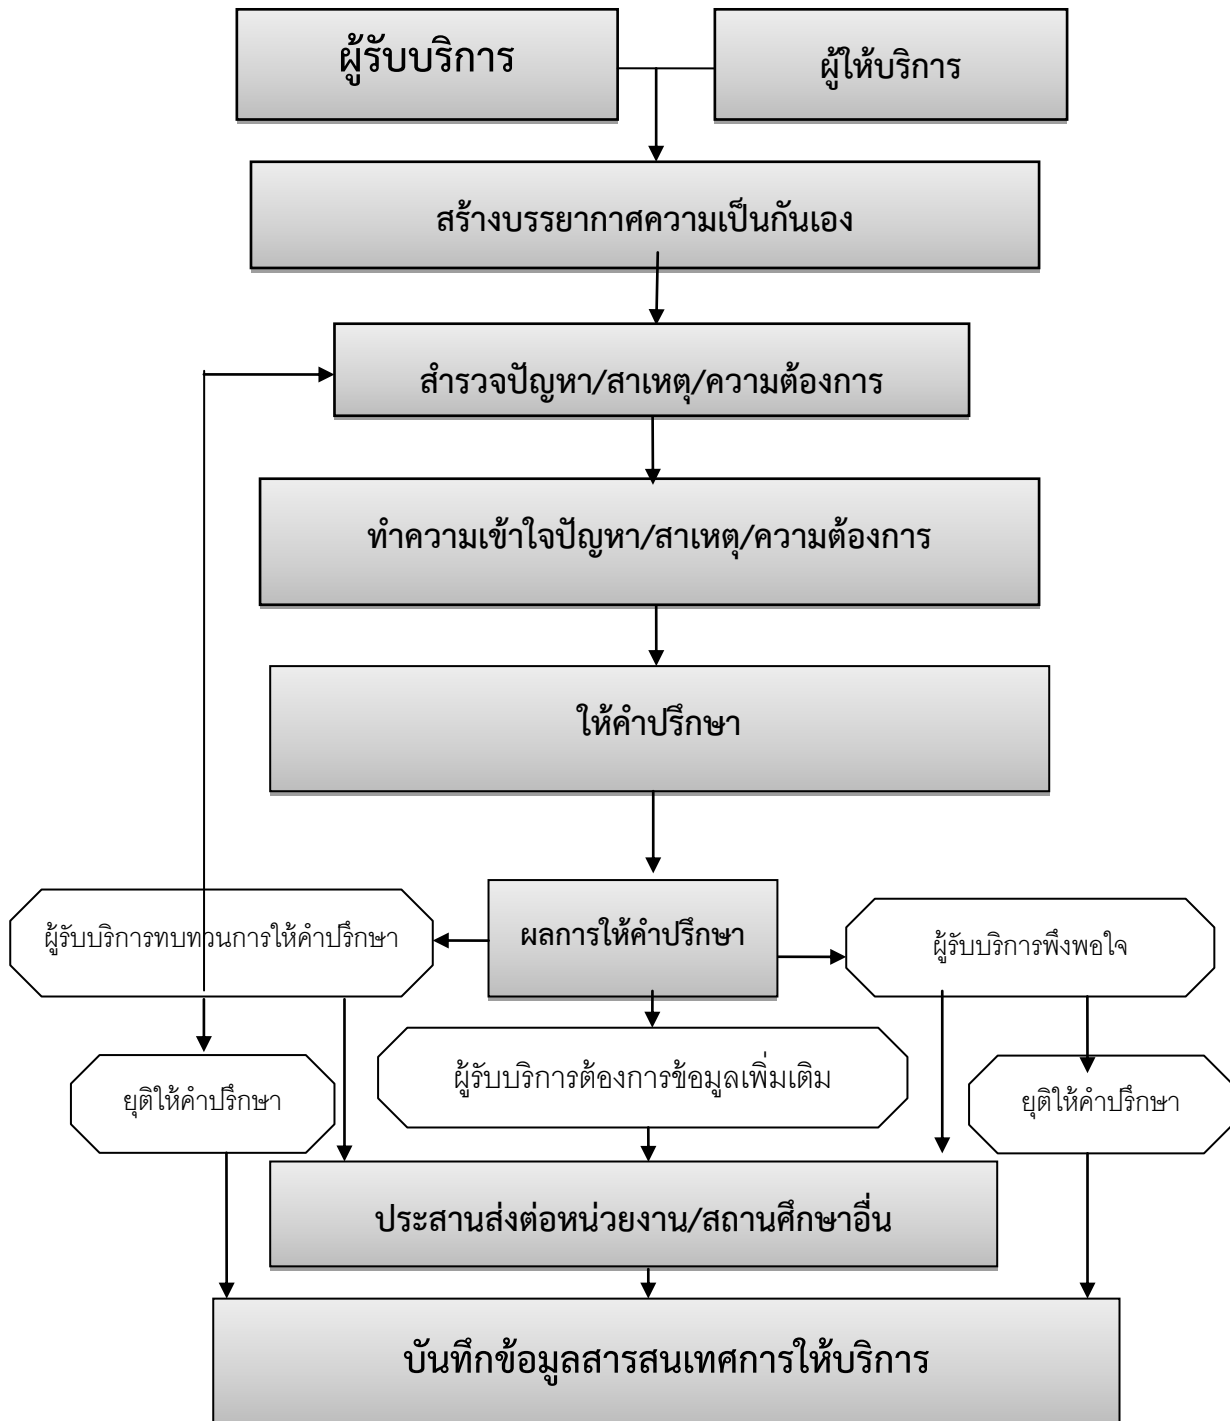 ผู้รับบริการ
ผู้ให้บริการ
สร้างบรรยากาศความเป็นกันเอง
สำรวจปัญหา/สาเหตุ/ความต้องการ
ทำความเข้าใจปัญหา/สาเหตุ/ความต้องการ
ให้คำปรึกษา
ผู้รับบริการทบทวนการให้คำปรึกษา
ผลการให้คำปรึกษา
ผู้รับบริการพึงพอใจ
ยุติให้คำปรึกษา
ผู้รับบริการต้องการข้อมูลเพิ่มเติม
ยุติให้คำปรึกษา
ประสานส่งต่อหน่วยงาน/สถานศึกษาอื่น
บันทึกข้อมูลสารสนเทศการให้บริการ